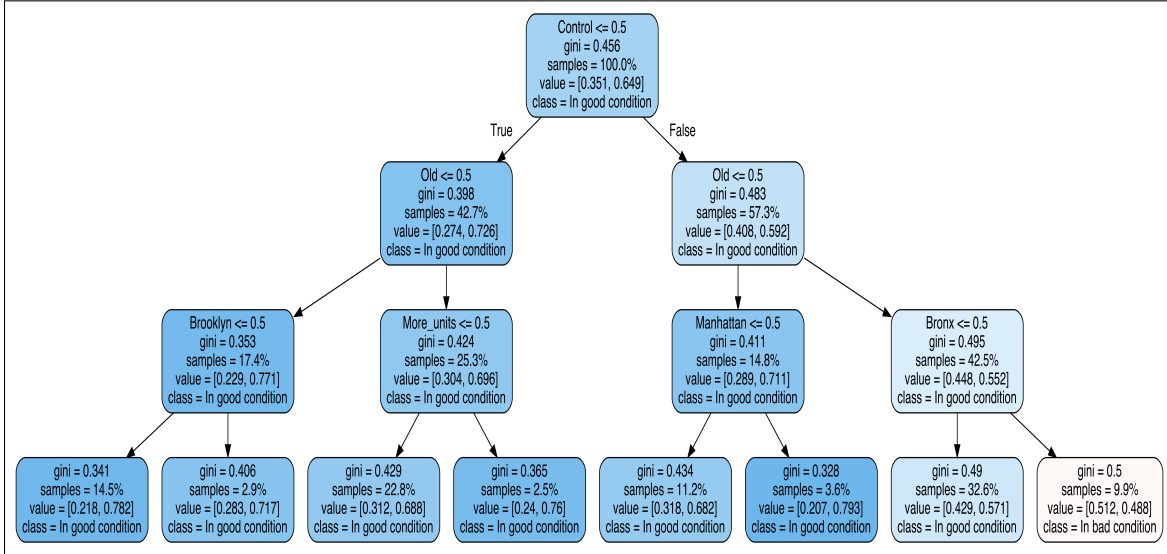 Control <= 0.5
gini = 0.456
samples = 100.0%
value = [0.351, 0.649]
class = In good condition
True
False
Old <= 0.5
gini = 0.398
samples = 42.7%
value = [0.274, 0.726]
class = In good condition
Old <= 0.5
gini = 0.483
samples = 57.3%
value = [0.408, 0.592]
class = In good condition
Brooklyn <= 0.5
gini = 0.353
samples = 17.4%
value = [0.229, 0.771]
class = In good condition
More_units <= 0.5
gini = 0.424
samples = 25.3%
value = [0.304, 0.696]
class = In good condition
Manhattan <= 0.5
gini = 0.411
samples = 14.8%
value = [0.289, 0.711]
class = In good condition
Bronx <= 0.5
gini = 0.495
samples = 42.5%
value = [0.448, 0.552]
class = In good condition
gini = 0.341
samples = 14.5%
value = [0.218, 0.782]
class = In good condition
gini = 0.406
samples = 2.9%
value = [0.283, 0.717]
class = In good condition
gini = 0.429
samples = 22.8%
value = [0.312, 0.688]
class = In good condition
gini = 0.365
samples = 2.5%
value = [0.24, 0.76]
class = In good condition
gini = 0.434
samples = 11.2%
value = [0.318, 0.682]
class = In good condition
gini = 0.328
samples = 3.6%
value = [0.207, 0.793]
class = In good condition
gini = 0.49
samples = 32.6%
value = [0.429, 0.571]
class = In good condition
gini = 0.5
samples = 9.9%
value = [0.512, 0.488]
class = In bad condition